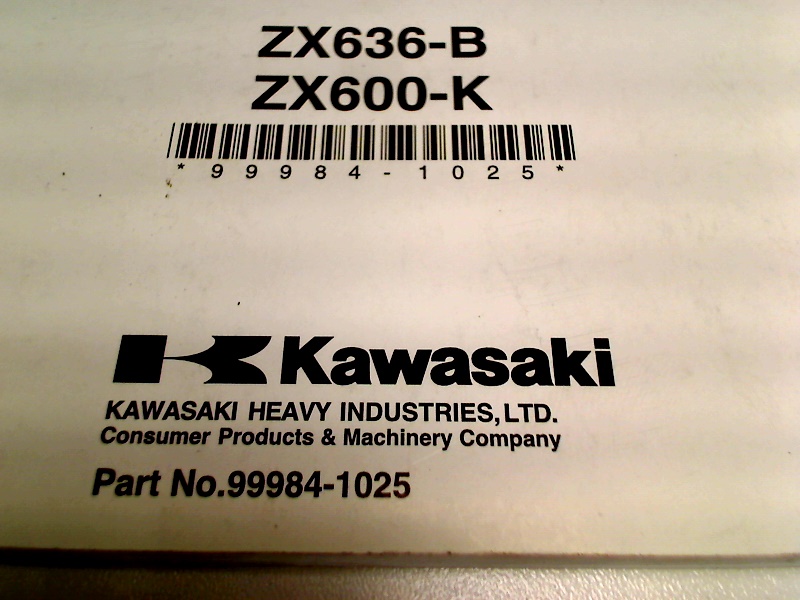 ZX636-B
ZX600-K
*99984-1025*
Kawasaki
KAWASAKI HEAVY INDUSTRIES, LTD.
Consumer Products & Machinery Company
Part No.99984-1025